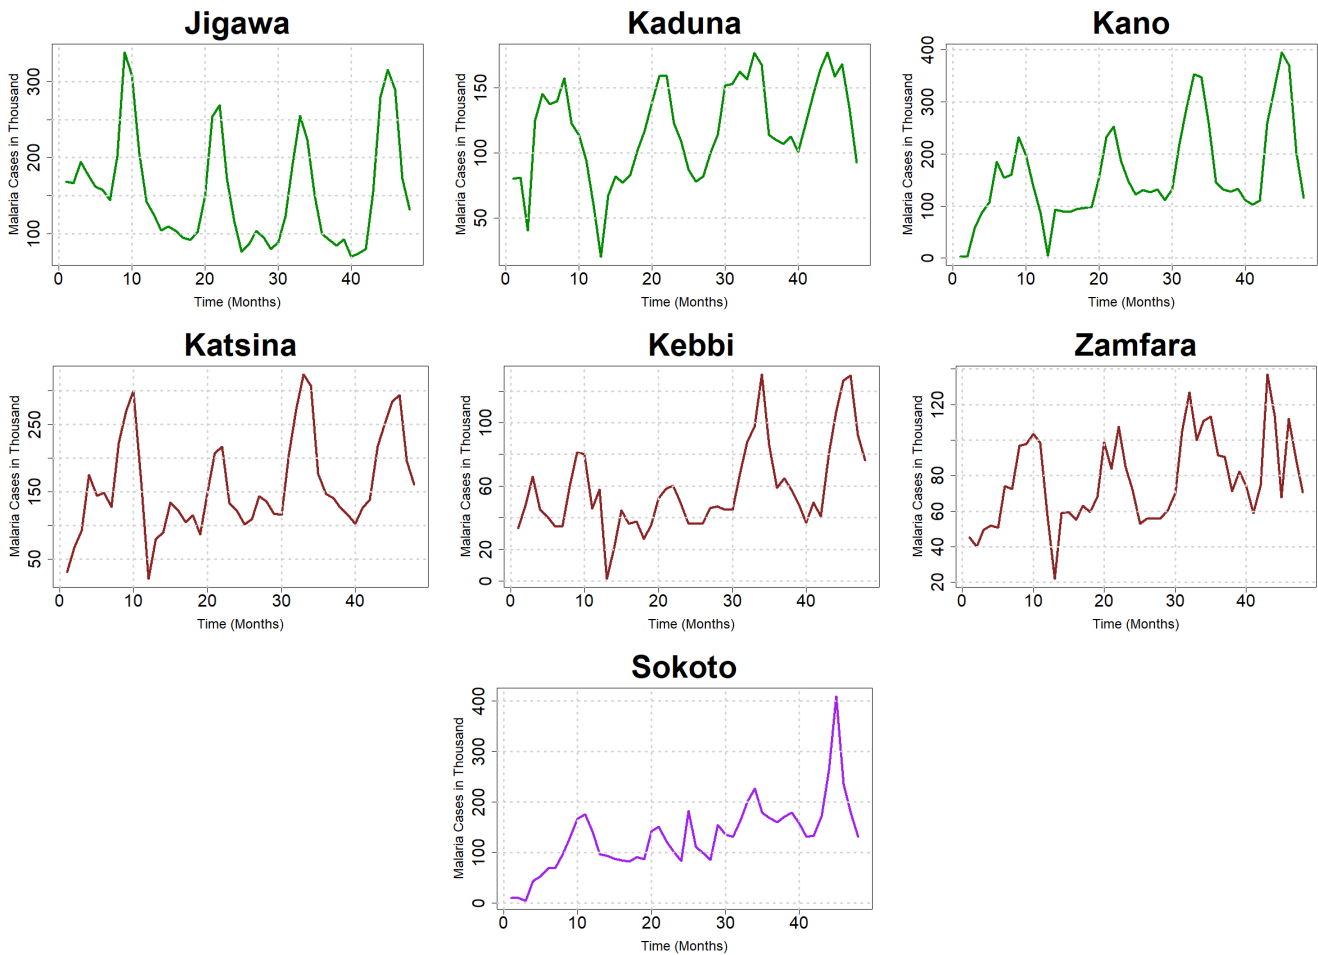 Jigawa
Malaria Cases in Thousand
300
200
100
0 10 20 30 40
Time (Months)
Kaduna
Malaria Cases in Thousand
150
100
50
0 10 20 30 40
Time (Months)
Kano
Malaria Cases in Thousand
400
300
200
100
0
0 10 20 30 40
Time (Months)
Katsina
Malaria Cases in Thousand
250
150
50
0 10 20 30 40
Time (Months)
Kebbi
Malaria Cases in Thousand
100
60
20
0
0 10 20 30 40
Time (Months)
Zamfara
Malaria Cases in Thousand
120
100
80
60
40
20
0 10 20 30 40
Time (Months)
Sokoto
Malaria Cases in Thousand
400
300
200
100
0
0 10 20 30 40
Time (Months)